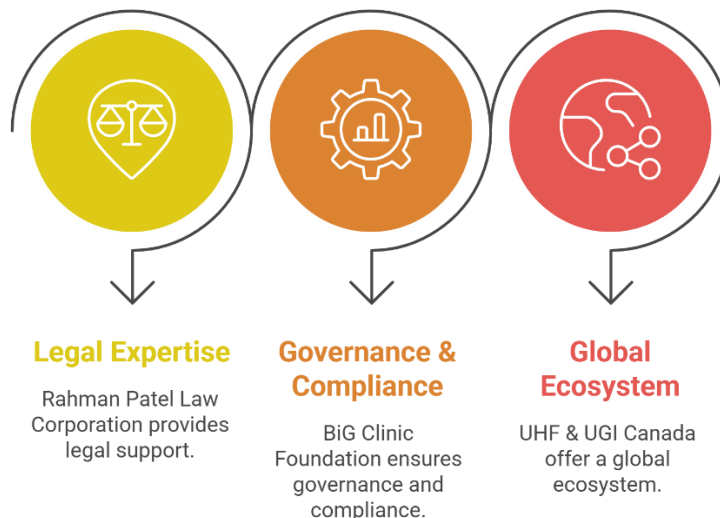 Legal Expertise
Rahman Patel Law
Corporation provides
legal support.
Governance &
Compliance
BiG Clinic
Foundation ensures
governance and
compliance.
Global
Ecosystem
UHF & UGI Canada
offer a global
ecosystem.